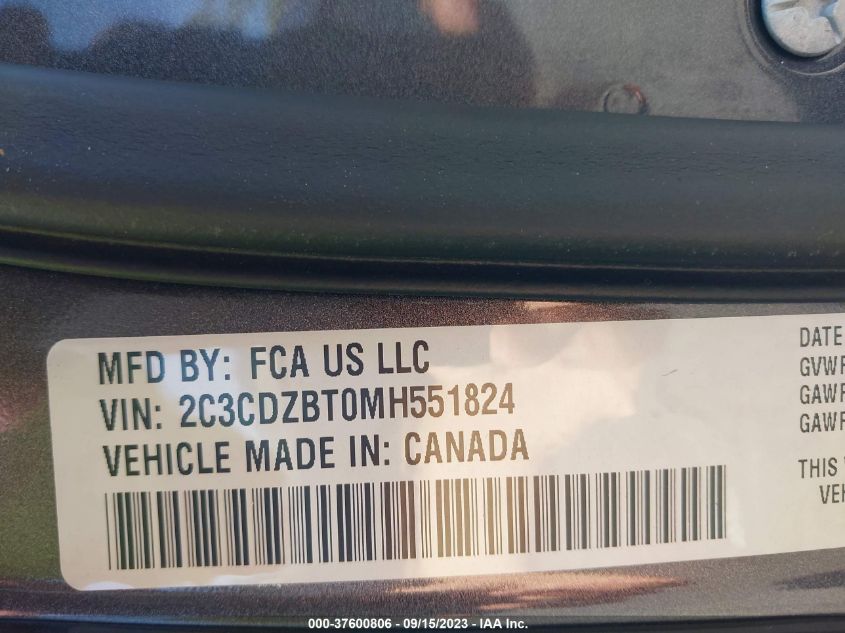 MFD BY: FCA US LLC
VIN: 2C3CDZBT0MH551824
VEHICLE MADE IN: CANADA
DATE
GVWR
GAWR
GAWR
THIS
VEH
000-37600806 - 09/15/2023 - IAA Inc.